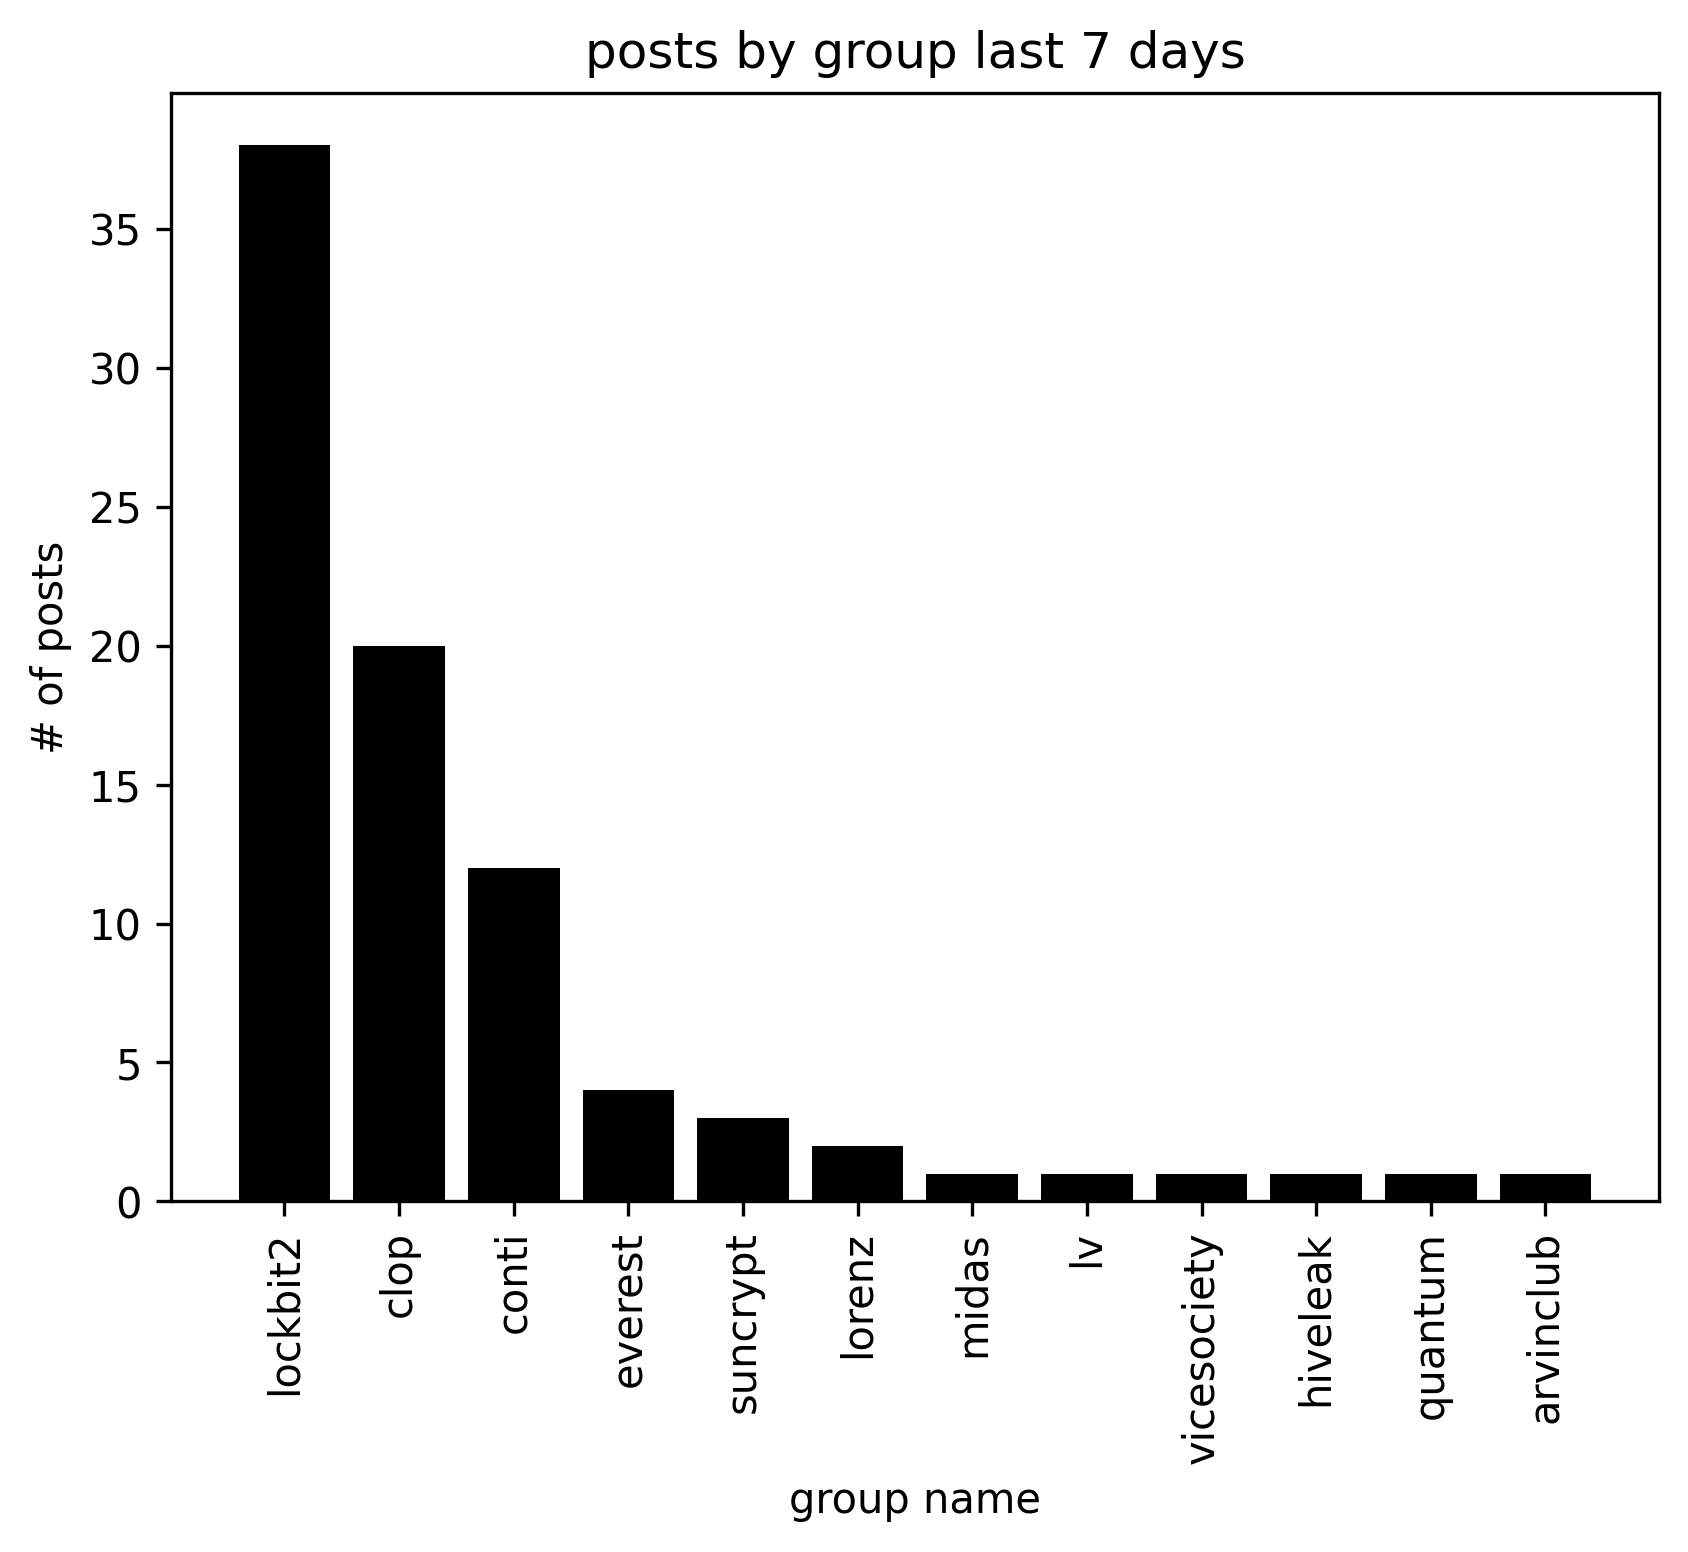 posts by group last 7 days
# of posts
35
30
25
20
15
10
5
0
lockbit2
clop
conti
everest
suncrypt
lorenz
midas
lv
vicesociety
hiveleak
quantum
arvinclub
group name